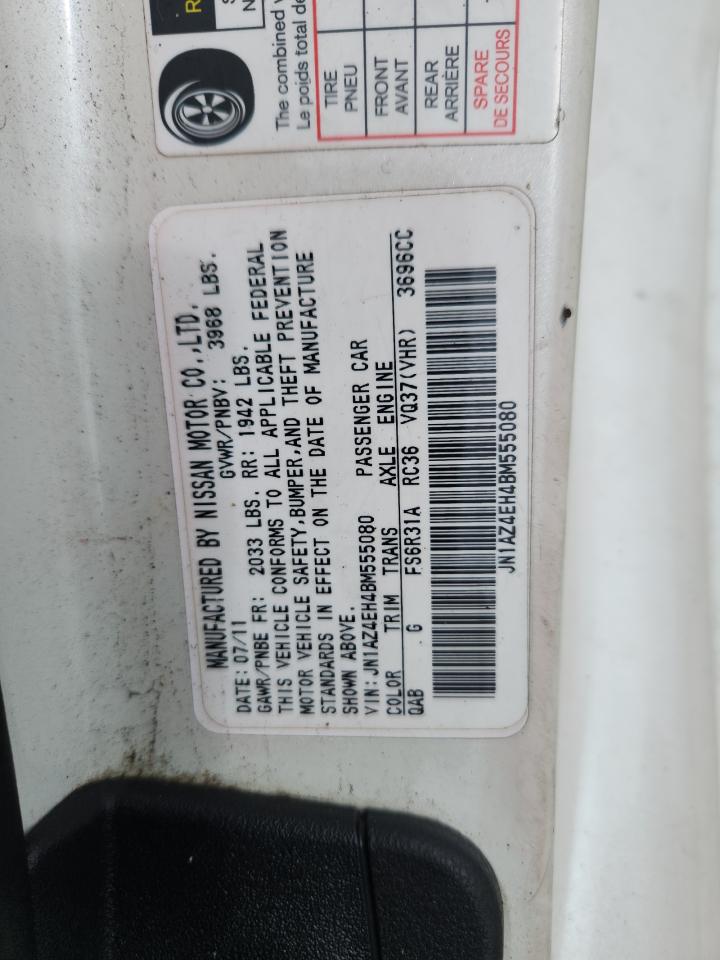 MANUFACTURED BY NISSAN MOTOR CO.,LTD.
DATE: 07/11 GVWR/PNBV: 3968 LBS.
GAWR/PNBE FR: 2033 LBS. RR: 1942 LBS.
THIS VEHICLE CONFORMS TO ALL APPLICABLE FEDERAL
MOTOR VEHICLE SAFETY,BUMPER,AND THEFT PREVENTION
STANDARDS IN EFFECT ON THE DATE OF MANUFACTURE
SHOWN ABOVE.
VIN: JN1AZ4EH4BM555080 PASSENGER CAR
COLOR TRIM TRANS AXLE ENGINE
QAB G FS6R31A RC36 VQ37(VHR) 3696CC
JN1AZ4EH4BM555080
The combined
Le poids total de
TIRE
PNEU
FRONT
AVANT
REAR
ARRIÈRE
SPARE
DE SECOURS